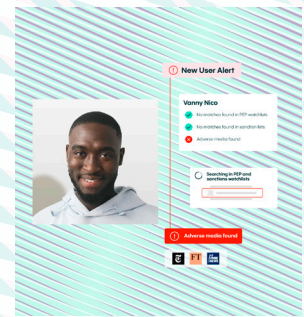 New User Alert
Vanny Nico
No matches found in PEP watchlists
No matches found in sanction lists
Adverse media found
Searching in PEP and
sanctions watchlists
Adverse media found
FT